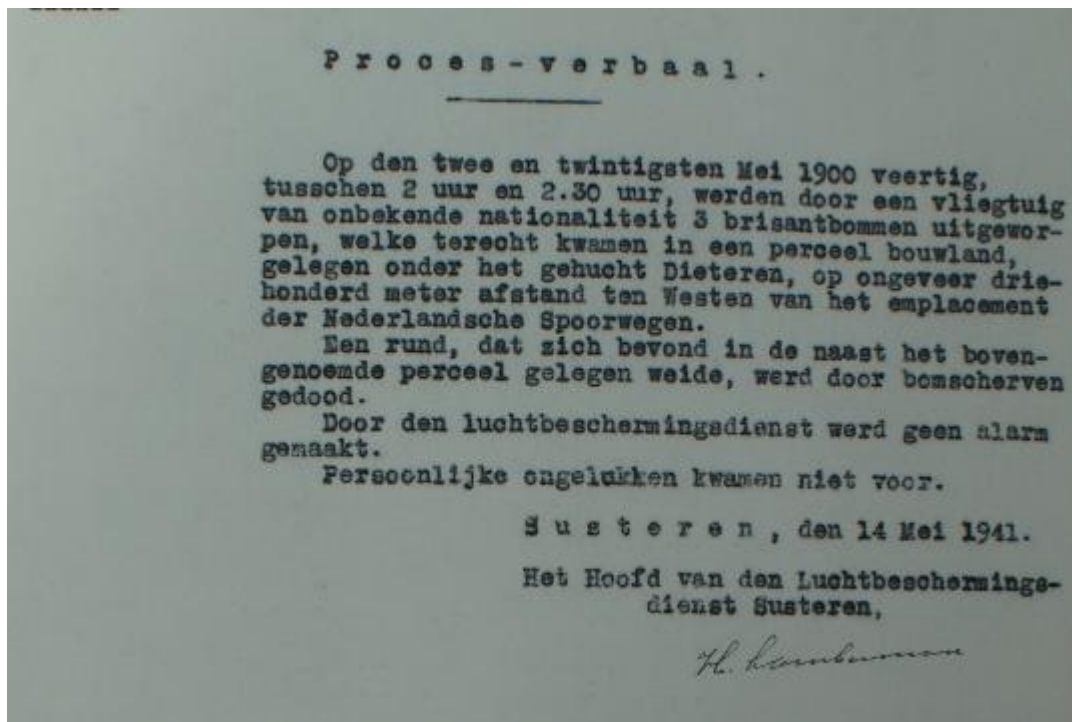 P r o c e s - v e r b a a l .
Op den twee en twintigsten Mei 1900 veertig,
tusschen 2 uur en 2.30 uur, werden door een vliegtuig
van onbekende nationaliteit 3 brisantbommen uitgewor-
pen, welke terecht kwamen in een perceel bouwland,
gelegen onder het gehucht Dieteren, op ongeveer drie-
honderd meter afstand ten Westen van het emplacement
der Nederlandsche Spoorwegen.
Een rund, dat zich bevond in de naast het boven-
genoemde perceel gelegen weide, werd door bomscherven
gedood.
Door den luchtbeschermingsdienst werd geen alarm
gemaakt.
Persoonlijke ongelukken kwamen niet voor.
S u s t e r e n , den 14 Mei 1941.
Het Hoofd van den Luchtbeschermings-
dienst Susteren,
H.